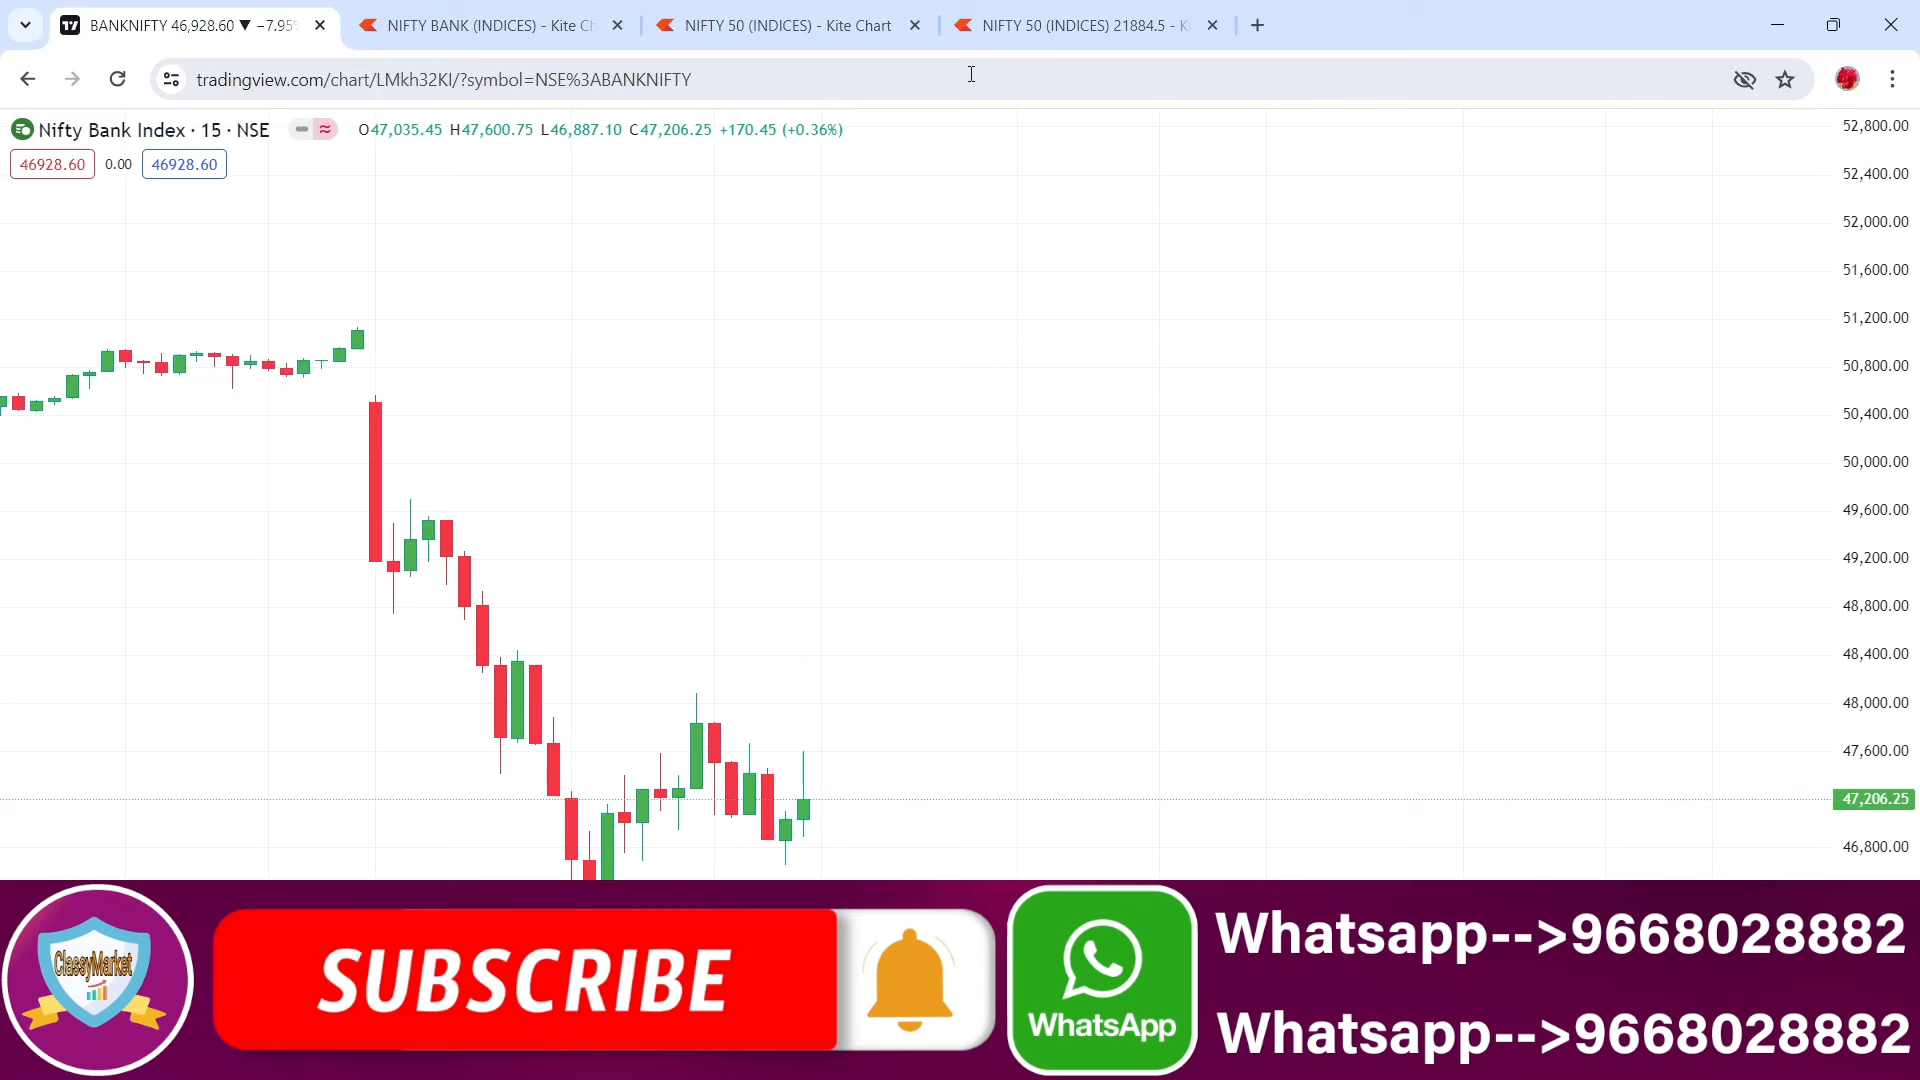 BANKNIFTY 46,928.60 ▼ −7.95%
NIFTY BANK (INDICES) - Kite Ch
NIFTY 50 (INDICES) - Kite Chart
NIFTY 50 (INDICES) 21884.5 - K
tradingview.com/chart/LMkh32KI/?symbol=NSE%3ABANKNIFTY
Nifty Bank Index · 15 · NSE
O47,035.45 H47,600.75 L46,887.10 C47,206.25 +170.45 (+0.36%)
46928.60 0.00 46928.60
52,800.00
52,400.00
52,000.00
51,600.00
51,200.00
50,800.00
50,400.00
50,000.00
49,600.00
49,200.00
48,800.00
48,400.00
48,000.00
47,600.00
47,206.25
46,800.00
ClassyMarket
SUBSCRIBE
WhatsApp
Whatsapp-->9668028882
Whatsapp-->9668028882